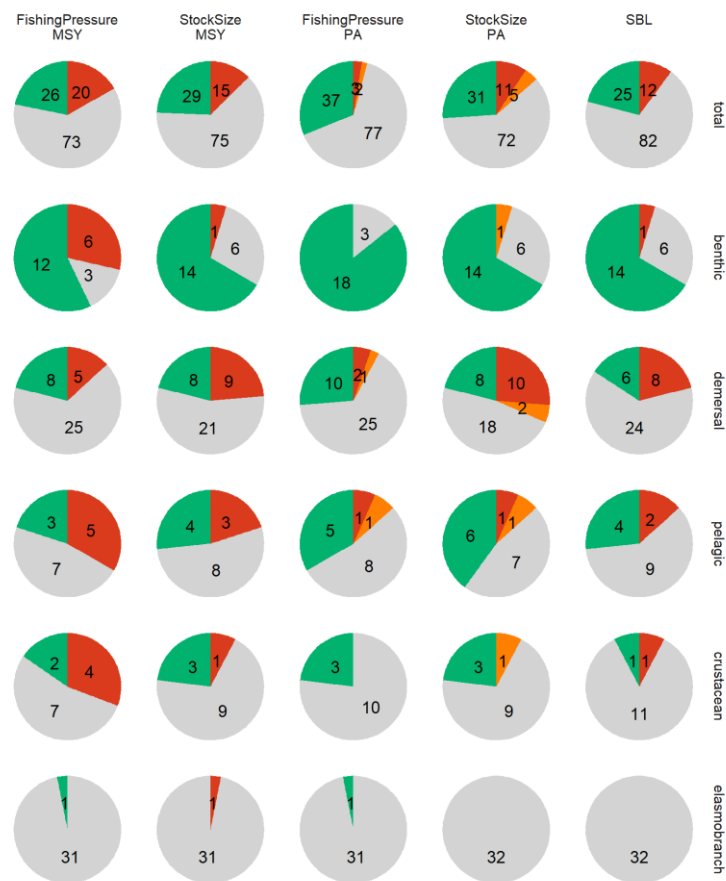 FishingPressure StockSize FishingPressure StockSize SBL
MSY MSY PA PA
26 20 29 15 37 3 2 31 11 5 25 12
73 75 77 72 82
total
12 6 3 14 1 6 18 3 14 1 6 14 1 6
benthic
8 5 8 9 10 2 1 8 10 2 6 8
25 21 25 18 24
demersal
3 5 4 3 5 1 1 6 1 1 4 2
7 8 8 7 9
pelagic
2 4 3 1 3 3 1 1 1
7 9 10 9 11
crustacean
1 1 1
31 31 31 32 32
elasmobranch